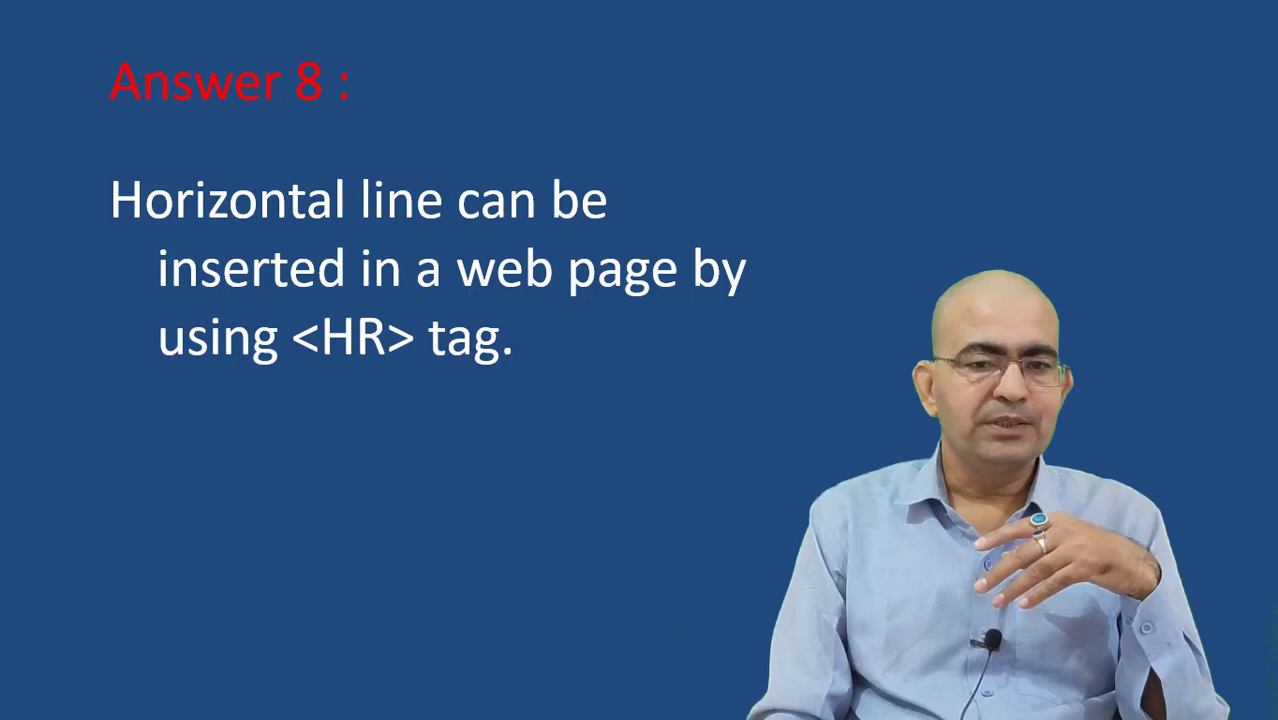 Answer 8 :
Horizontal line can be
inserted in a web page by
using <HR> tag.